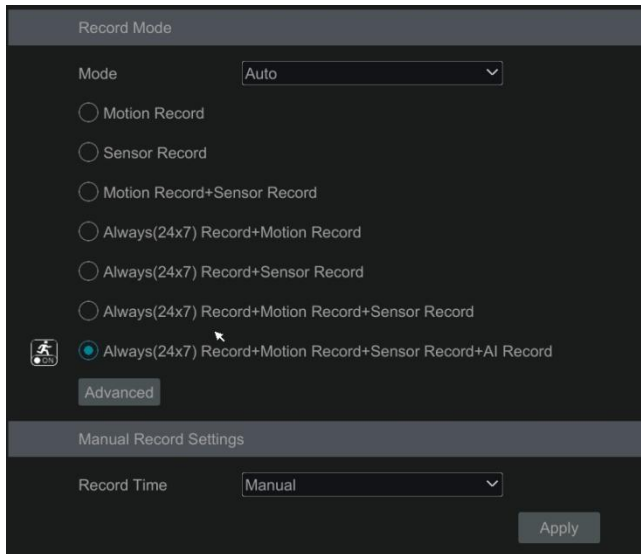 Record Mode
Mode Auto
Motion Record
Sensor Record
Motion Record+Sensor Record
Always(24x7) Record+Motion Record
Always(24x7) Record+Sensor Record
Always(24x7) Record+Motion Record+Sensor Record
ON
Always(24x7) Record+Motion Record+Sensor Record+AI Record
Advanced
Manual Record Settings
Record Time Manual
Apply